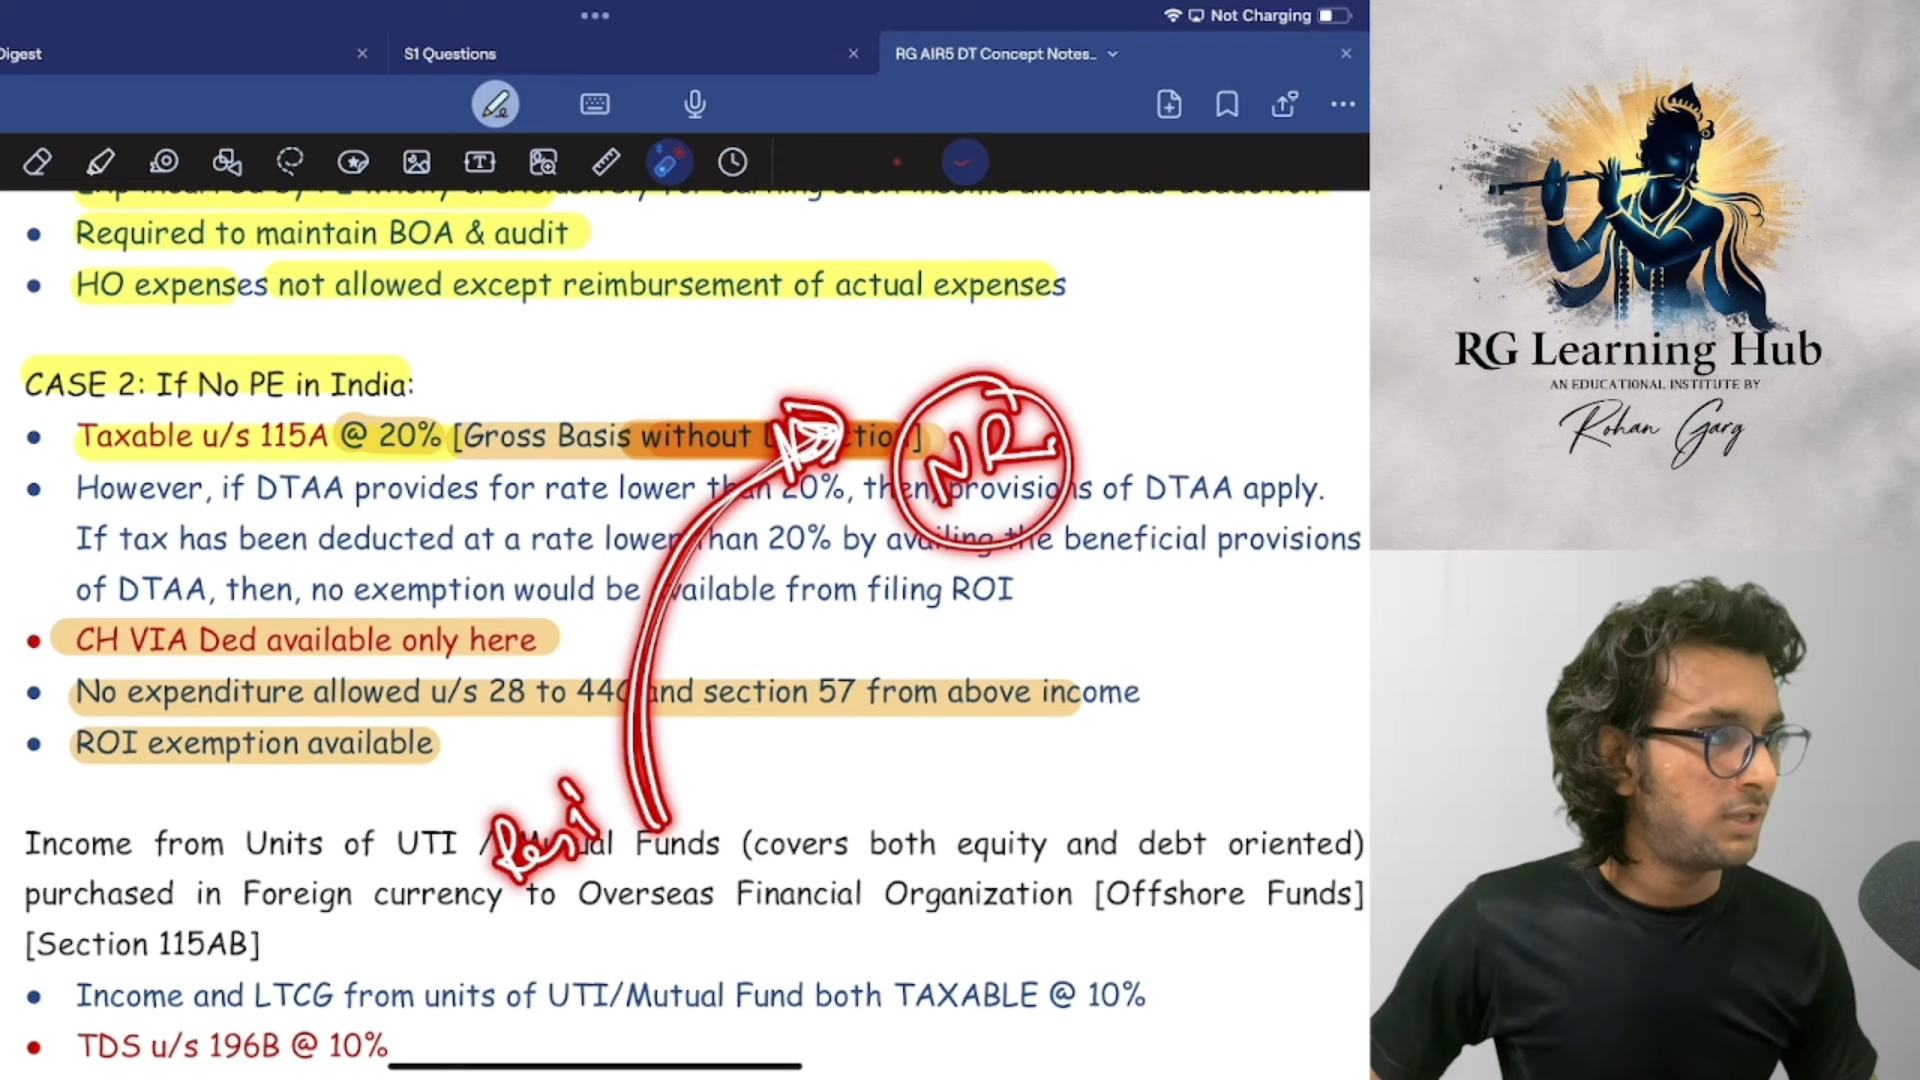 Not Charging
Digest
S1 Questions
RG AIR5 DT Concept Notes..
Required to maintain BOA & audit
HO expenses not allowed except reimbursement of actual expenses
CASE 2: If No PE in India:
Taxable u/s 115A @ 20% [Gross Basis without
NR
However, if DTAA provides for rate lower than 20%, then, provisions of DTAA apply.
If tax has been deducted at a rate lower than 20% by availing the beneficial provisions
of DTAA, then, no exemption would be available from filing ROI
CH VIA Ded available only here
No expenditure allowed u/s 28 to 44C and section 57 from above income
ROI exemption available
Resi
Income from Units of UTI / Mutual Funds (covers both equity and debt oriented)
purchased in Foreign currency to Overseas Financial Organization [Offshore Funds]
[Section 115AB]
Income and LTCG from units of UTI/Mutual Fund both TAXABLE @ 10%
TDS u/s 196B @ 10%
RG Learning Hub
AN EDUCATIONAL INSTITUTE BY
Rohan Garg